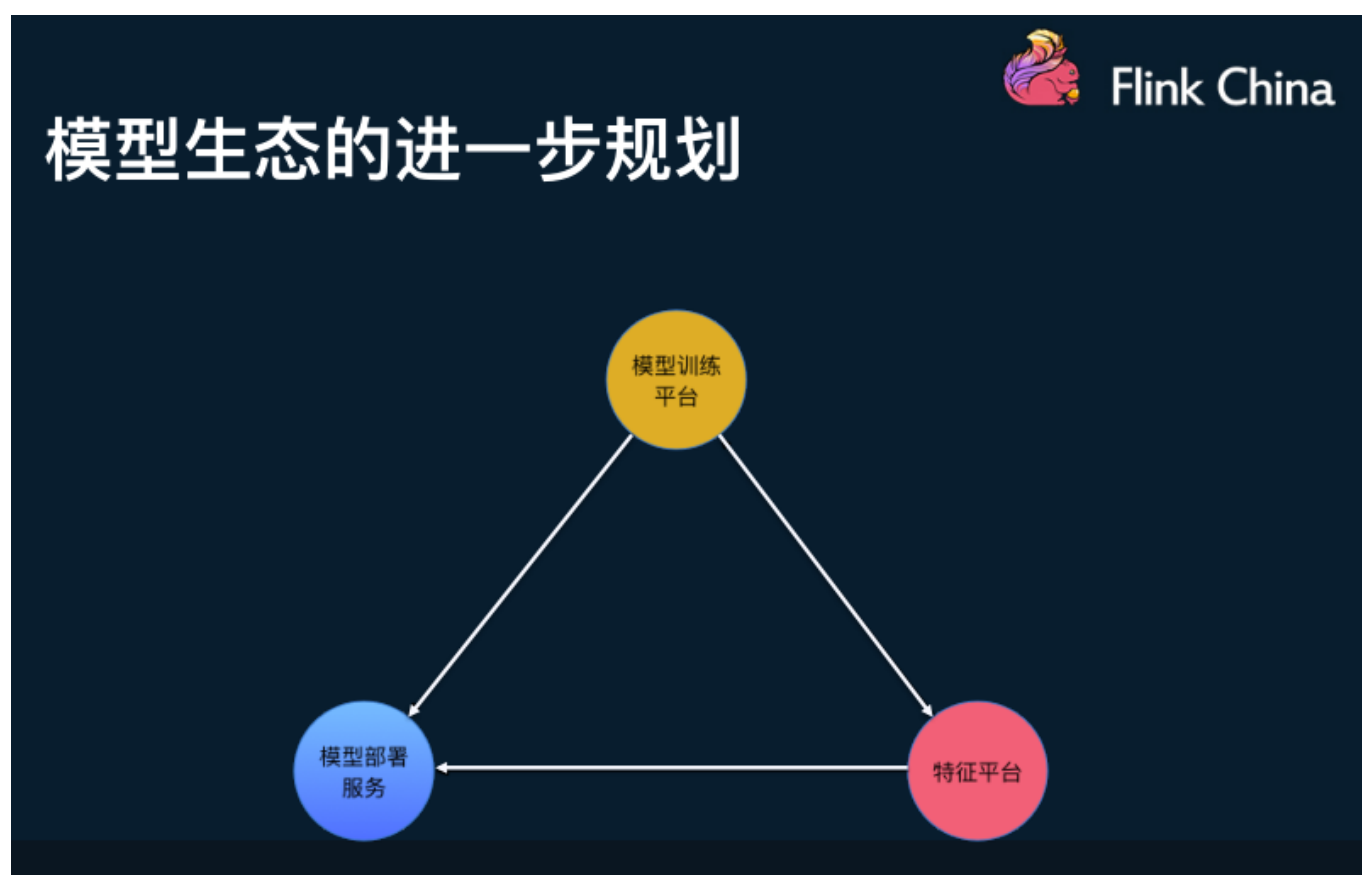 Flink China
模型生态的进一步规划
模型训练
平台
模型部署
服务
特征平台